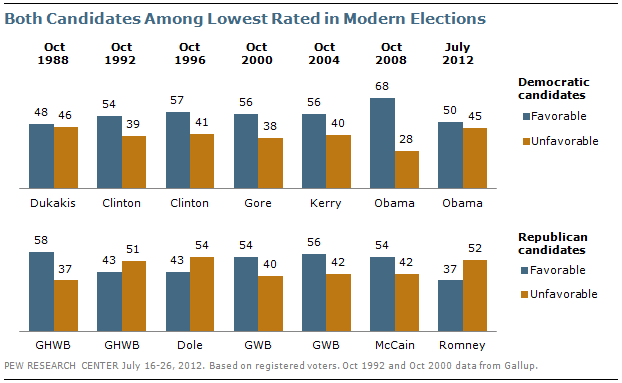 Both Candidates Among Lowest Rated in Modern Elections
Oct Oct Oct Oct Oct Oct July
1988 1992 1996 2000 2004 2008 2012
Democratic
candidates
Favorable
Unfavorable
48 46 54 39 57 41 56 38 56 40 68 28 50 45
Dukakis Clinton Clinton Gore Kerry Obama Obama
Republican
candidates
Favorable
Unfavorable
58 37 43 51 43 54 54 40 56 42 54 42 37 52
GHWB GHWB Dole GWB GWB McCain Romney
PEW RESEARCH CENTER July 16-26, 2012. Based on registered voters. Oct 1992 and Oct 2000 data from Gallup.